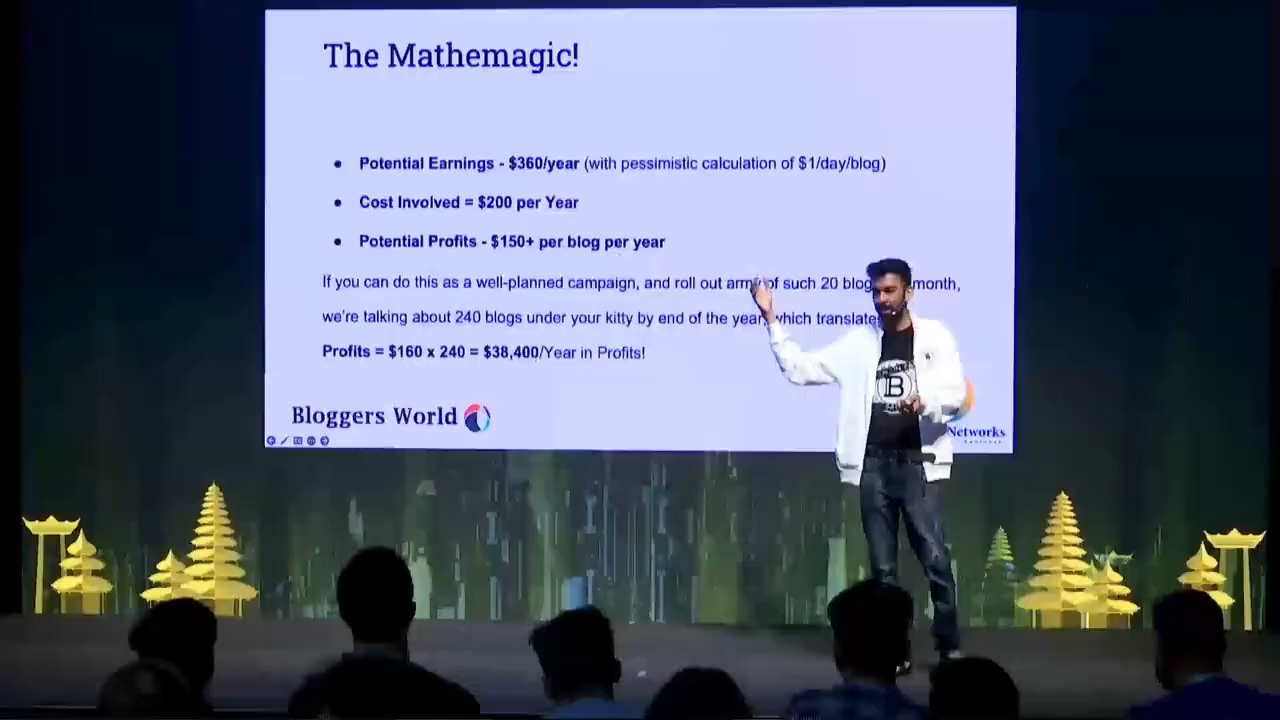 The Mathemagic!
● Potential Earnings - $360/year (with pessimistic calculation of $1/day/blog)
● Cost Involved = $200 per Year
● Potential Profits - $150+ per blog per year
If you can do this as a well-planned campaign, and roll out of such 20 month,
we're talking about 240 blogs under your kitty by end of the year, which translates
Profits = $160 x 240 = $38,400/Year in Profits!
Bloggers World
Networks
B